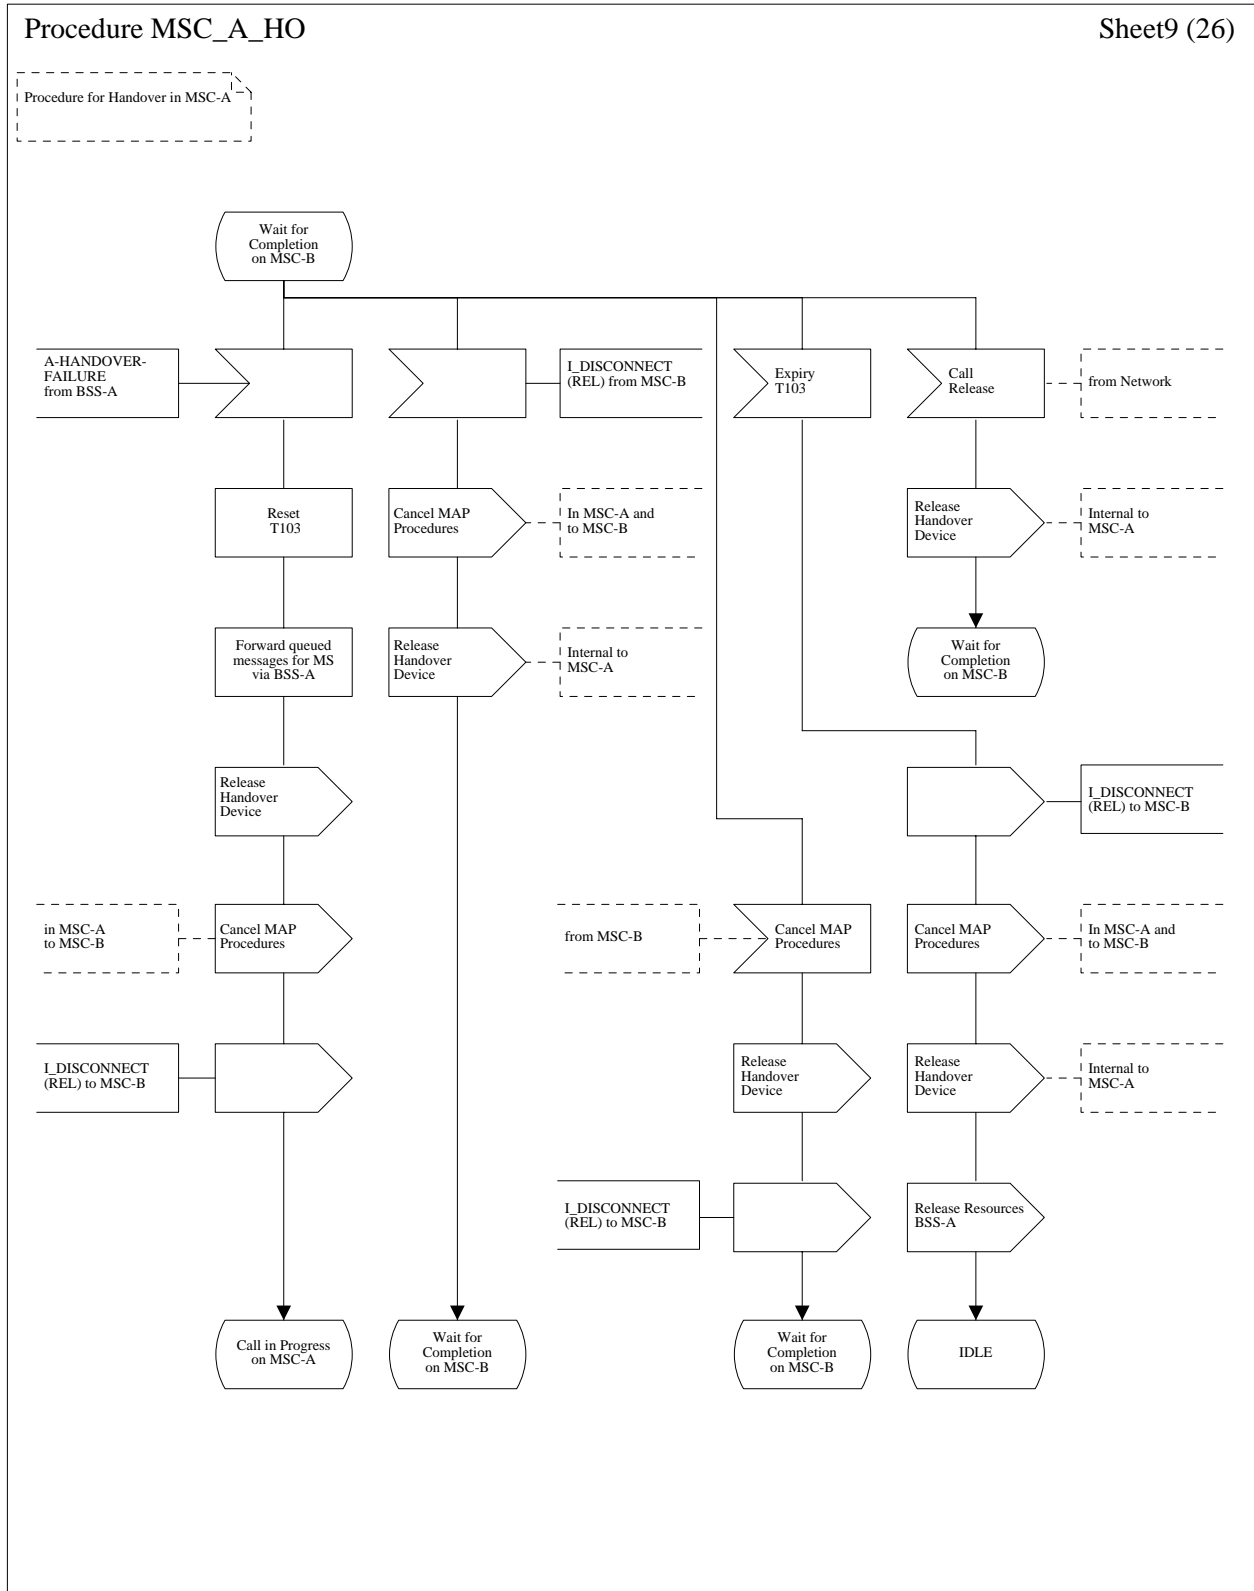 Procedure MSC_A_HO
Sheet9 (26)
Procedure for Handover in MSC-A
Wait for
Completion
on MSC-B
A-HANDOVER-
FAILURE
from BSS-A
I_DISCONNECT
(REL) from MSC-B
Expiry
T103
Call
Release
from Network
Reset
T103
Cancel MAP
Procedures
In MSC-A and
to MSC-B
Release
Handover
Device
Internal to
MSC-A
Forward queued
messages for MS
via BSS-A
Release
Handover
Device
Internal to
MSC-A
Wait for
Completion
on MSC-B
Release
Handover
Device
I_DISCONNECT
(REL) to MSC-B
in MSC-A
to MSC-B
Cancel MAP
Procedures
from MSC-B
Cancel MAP
Procedures
Cancel MAP
Procedures
In MSC-A and
to MSC-B
I_DISCONNECT
(REL) to MSC-B
Release
Handover
Device
Release
Handover
Device
Internal to
MSC-A
I_DISCONNECT
(REL) to MSC-B
Release Resources
BSS-A
Call in Progress
on MSC-A
Wait for
Completion
on MSC-B
Wait for
Completion
on MSC-B
IDLE